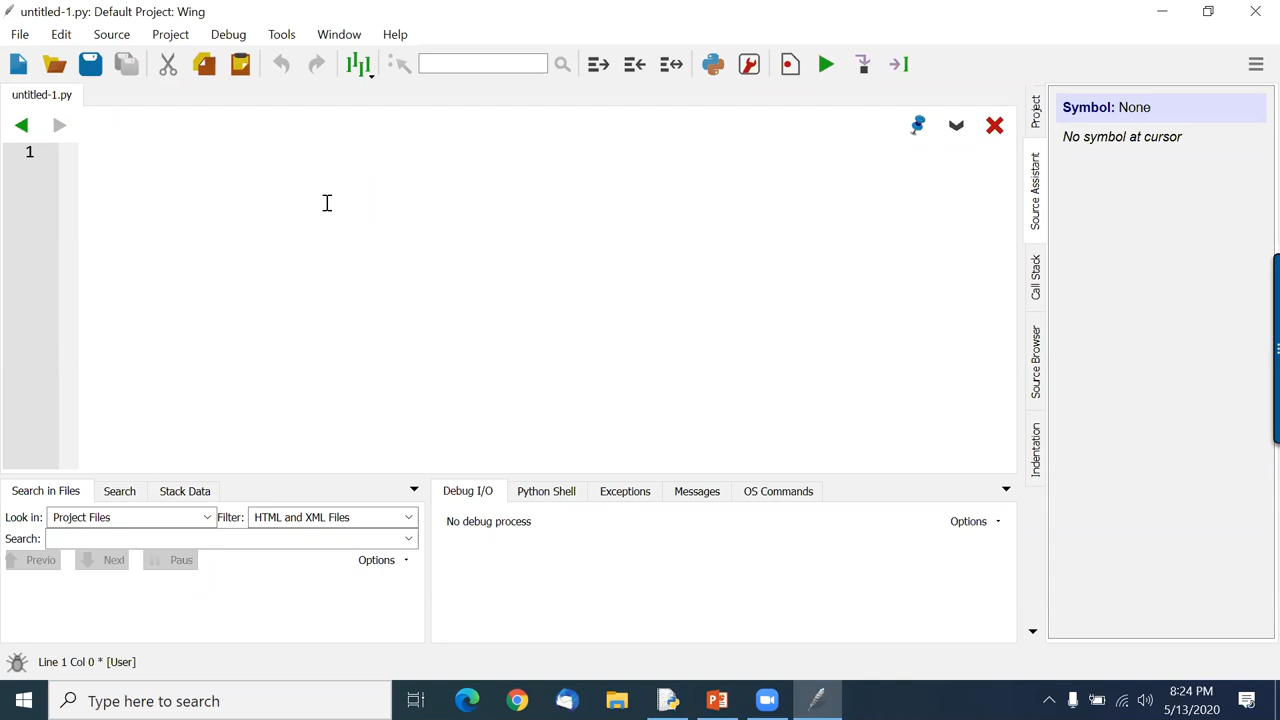 untitled-1.py: Default Project: Wing
File Edit Source Project Debug Tools Window Help
untitled-1.py
1
Project
Source Assistant
Call Stack
Source Browser
Indentation
Symbol: None
No symbol at cursor
Search in Files Search Stack Data
Look in: Project Files Filter: HTML and XML Files
Search:
Previo Next Paus Options
Debug I/O Python Shell Exceptions Messages OS Commands
No debug process Options
Line 1 Col 0 * [User]
Type here to search
8:24 PM
5/13/2020